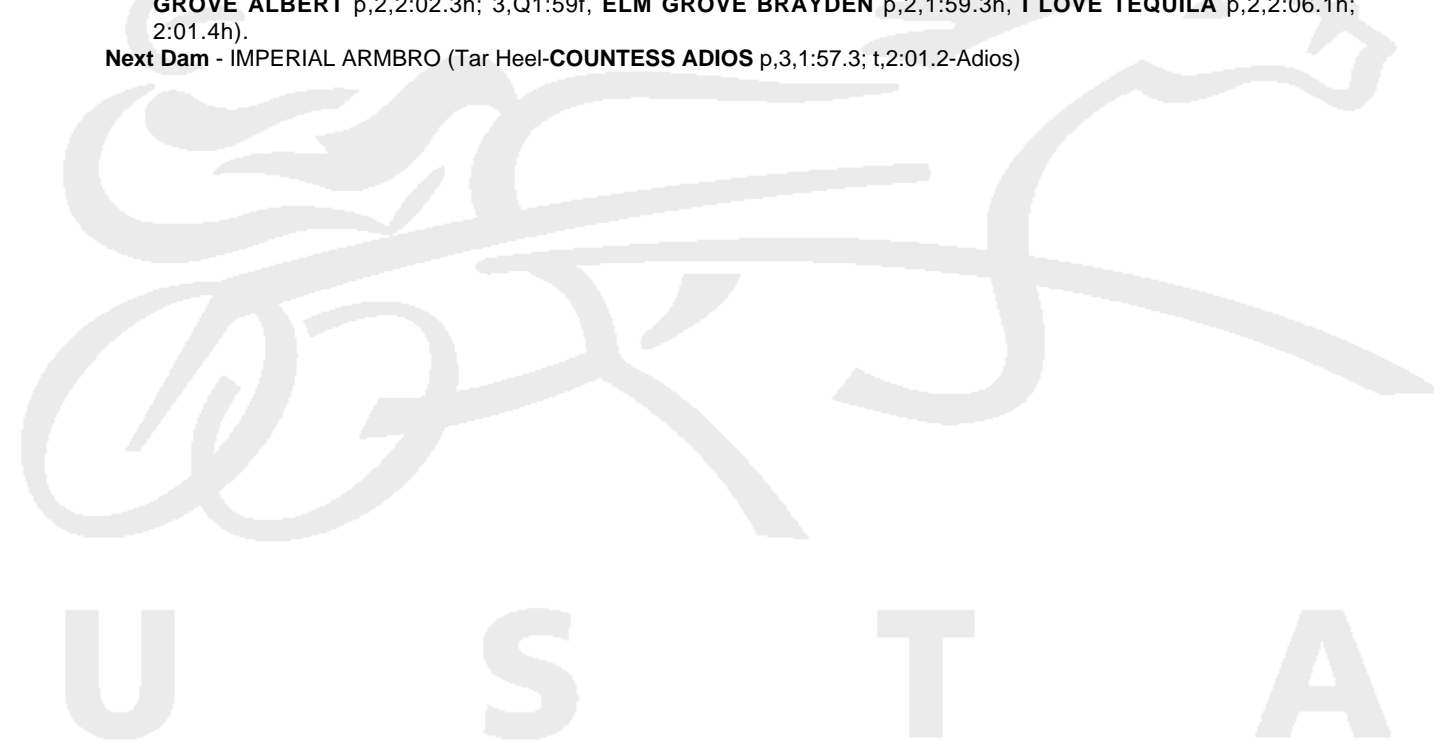 GROVE ALBERT p,2,2:02.3h; 3,Q1:59f, ELM GROVE BRAYDEN p,2,1:59.3h, I LOVE TEQUILA p,2,2:06.1h;
2:01.4h).
Next Dam - IMPERIAL ARMBRO (Tar Heel-COUNTESS ADIOS p,3,1:57.3; t,2:01.2-Adios)
U S T A